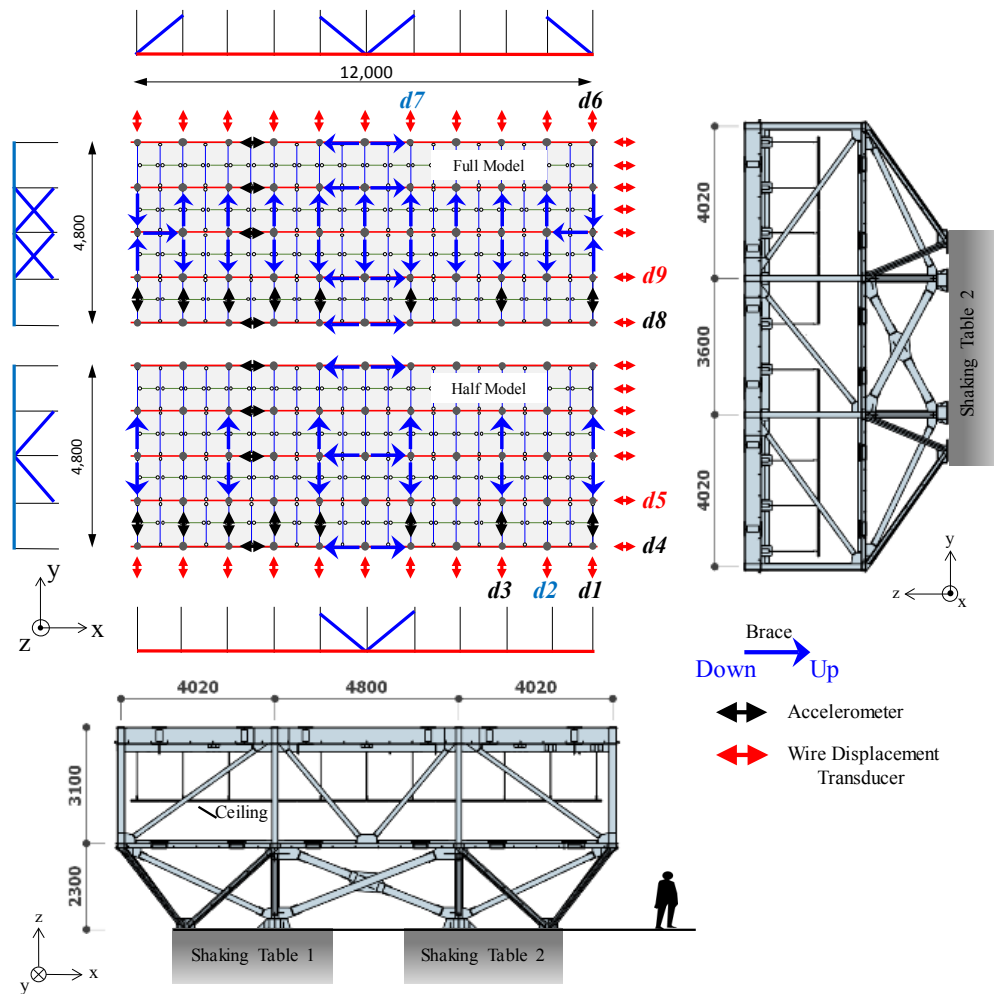 12,000
d7
d6
Full Model
4,800
d9
d8
Half Model
4,800
d5
d4
d3
d2
d1
y
z
x
4020
3600
4020
Shaking Table 2
y
z
x
Brace
Down
Up
Accelerometer
Wire Displacement
Transducer
4020
4800
4020
3100
2300
Ceiling
Shaking Table 1
Shaking Table 2
z
y
x